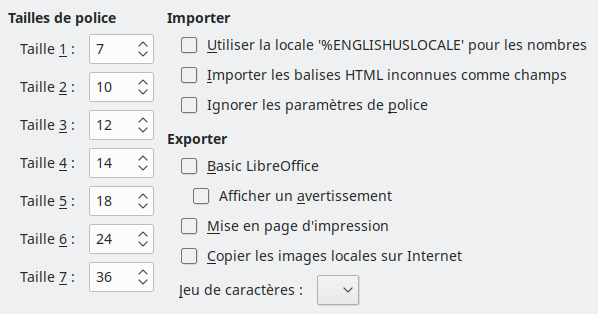 Tailles de police
Taille 1 : 7
Taille 2 : 10
Taille 3 : 12
Taille 4 : 14
Taille 5 : 18
Taille 6 : 24
Taille 7 : 36
Importer
Utiliser la locale '%ENGLISHUSLOCALE' pour les nombres
Importer les balises HTML inconnues comme champs
Ignorer les paramètres de police
Exporter
Basic LibreOffice
Afficher un avertissement
Mise en page d'impression
Copier les images locales sur Internet
Jeu de caractères :